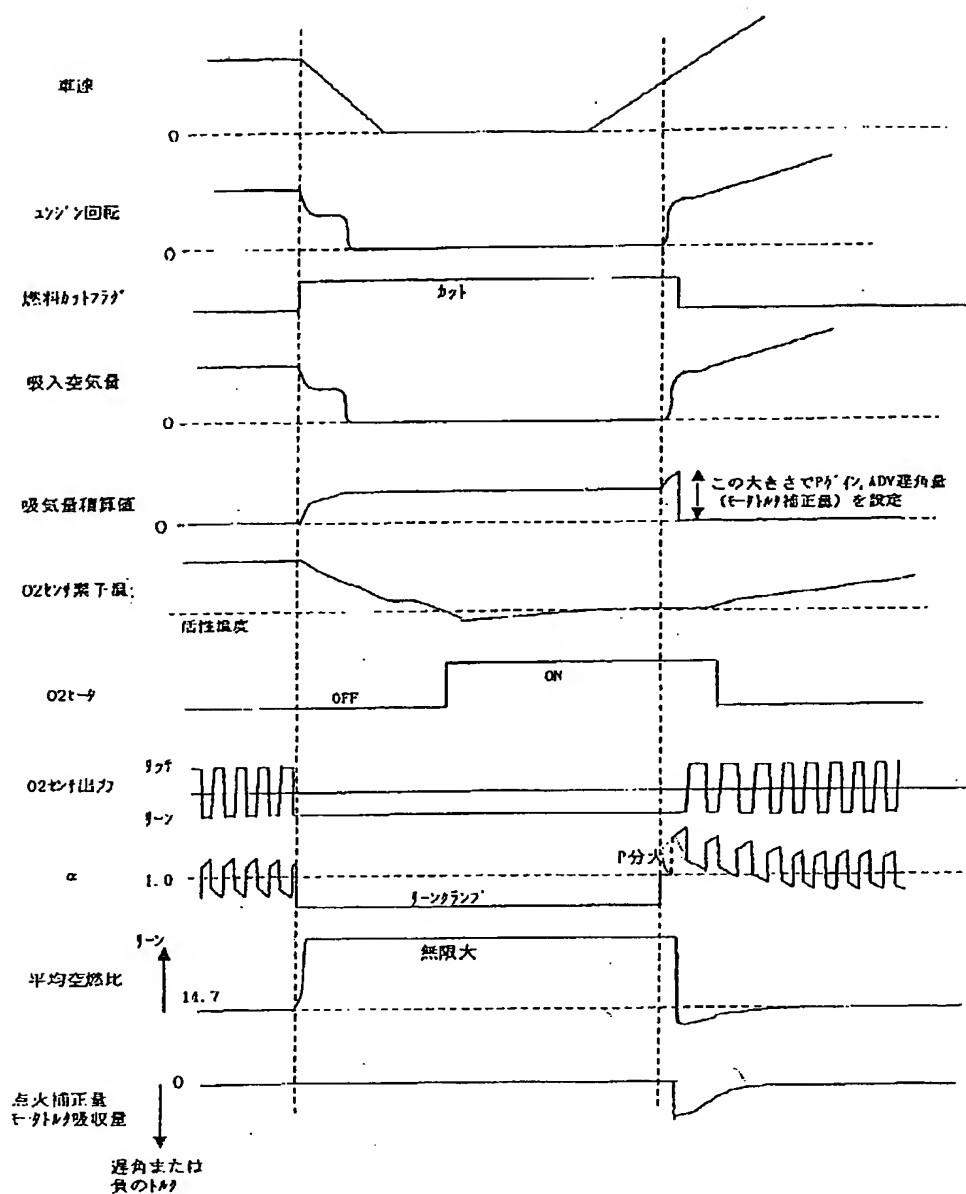 車速
0
エンジン回転
0
燃料カットフラグ
カット
吸入空気量
0
吸気量積算値
0
この大きさでPゲイン、ADV遅角量
(モータトルク補正量)を設定
O2センサ素子温
活性温度
O2ヒータ
OFF
ON
O2センサ出力
リッチ
リーン
α
1.0
P分大
リーンクランプ
リーン
平均空燃比
14.7
無限大
0
点火補正量
モータトルク吸収量
遅角または
負のトルク